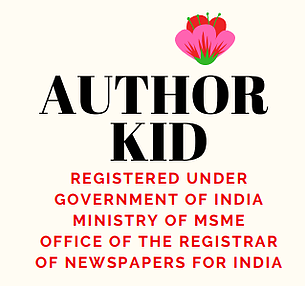 AUTHOR
KID
REGISTERED UNDER
GOVERNMENT OF INDIA
MINISTRY OF MSME
OFFICE OF THE REGISTRAR
OF NEWSPAPERS FOR INDIA